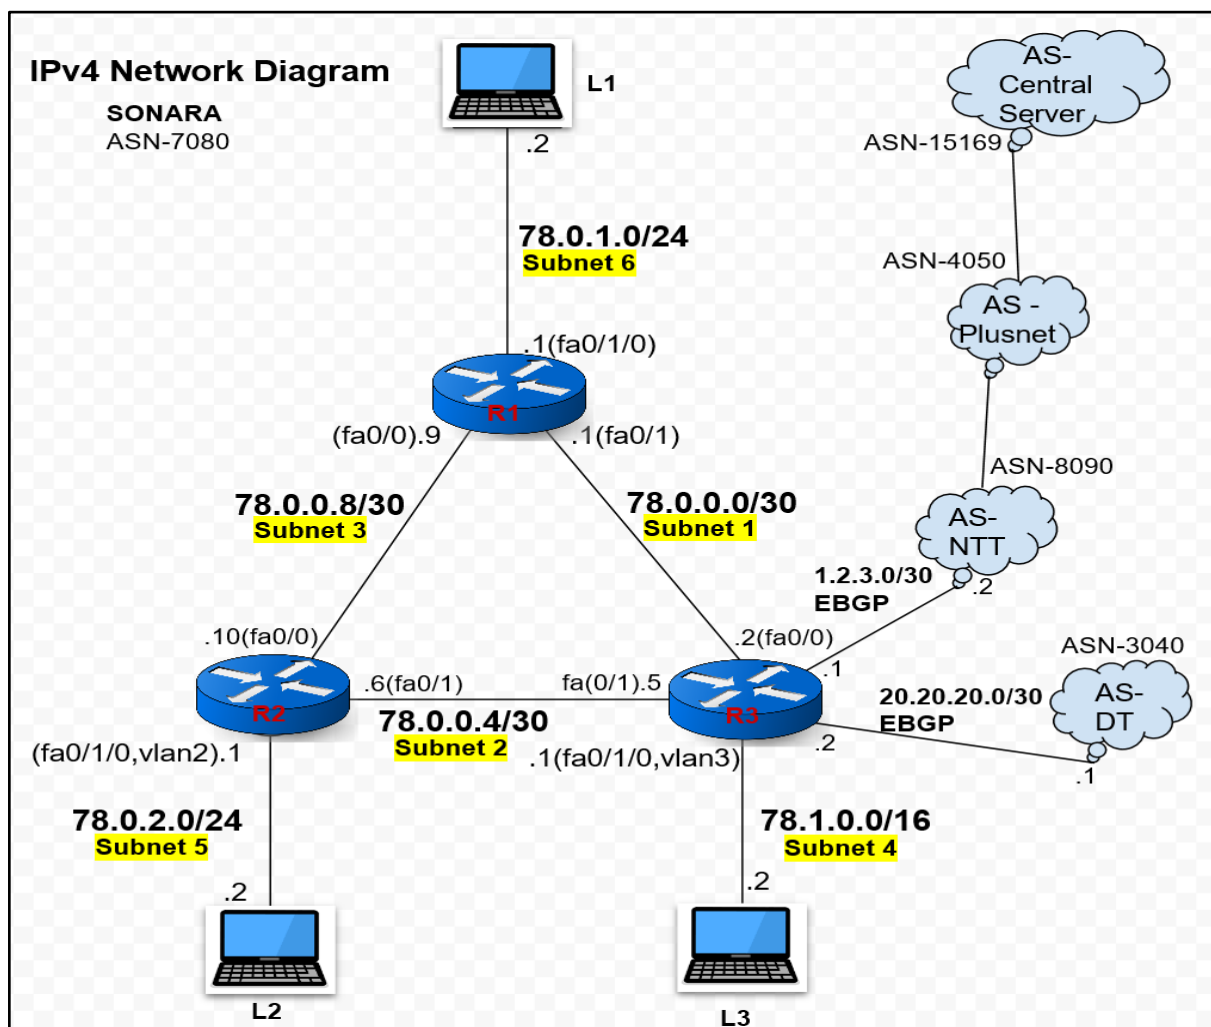 IPv4 Network Diagram
SONARA
ASN-7080
L1
.2
AS-
Central
Server
ASN-15169
78.0.1.0/24
Subnet 6
ASN-4050
AS -
Plusnet
.1(fa0/1/0)
R1
(fa0/0).9
.1(fa0/1)
ASN-8090
78.0.0.8/30
Subnet 3
78.0.0.0/30
Subnet 1
AS-
NTT
1.2.3.0/30
EBGP
.2
.10(fa0/0)
.2(fa0/0)
.1
ASN-3040
R2
.6(fa0/1)
fa(0/1).5
R3
78.0.0.4/30
Subnet 2
20.20.20.0/30
EBGP
AS-
DT
.2
.1
(fa0/1/0,vlan2).1
.1(fa0/1/0,vlan3)
78.0.2.0/24
Subnet 5
78.1.0.0/16
Subnet 4
.2
.2
L2
L3